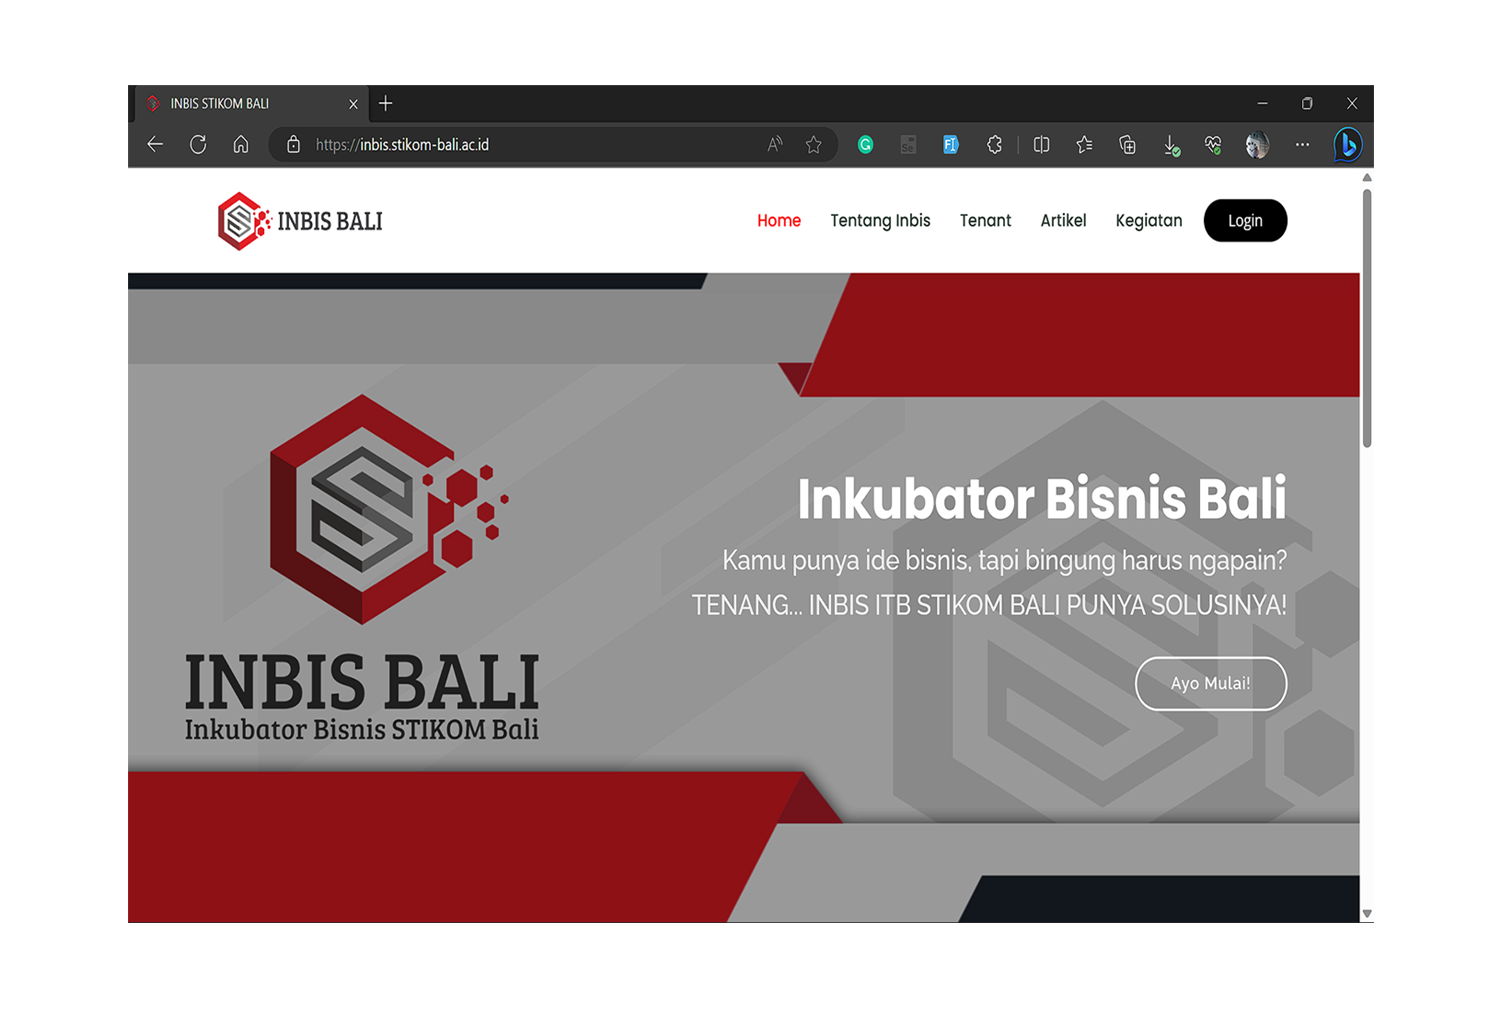 INBIS STIKOM BALI
https://inbis.stikom-bali.ac.id
INBIS BALI
Home Tentang Inbis Tenant Artikel Kegiatan Login
Inkubator Bisnis Bali
Kamu punya ide bisnis, tapi bingung harus ngapain?
TENANG... INBIS ITB STIKOM BALI PUNYA SOLUSINYA!
Ayo Mulai!
INBIS BALI
Inkubator Bisnis STIKOM Bali